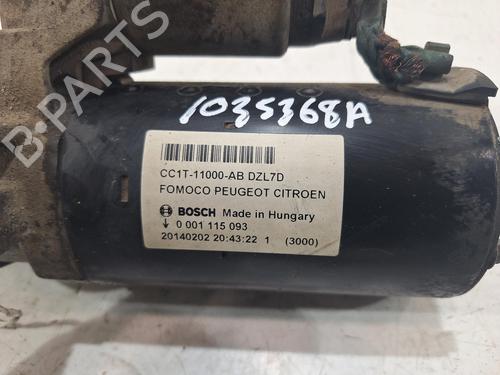 1035368A
CC1T-11000-AB DZL7D
FOMOCO PEUGEOT CITROEN
BOSCH Made in Hungary
0 001 115 093
20140202 20:43:22 1 (3000)
B-PARTS